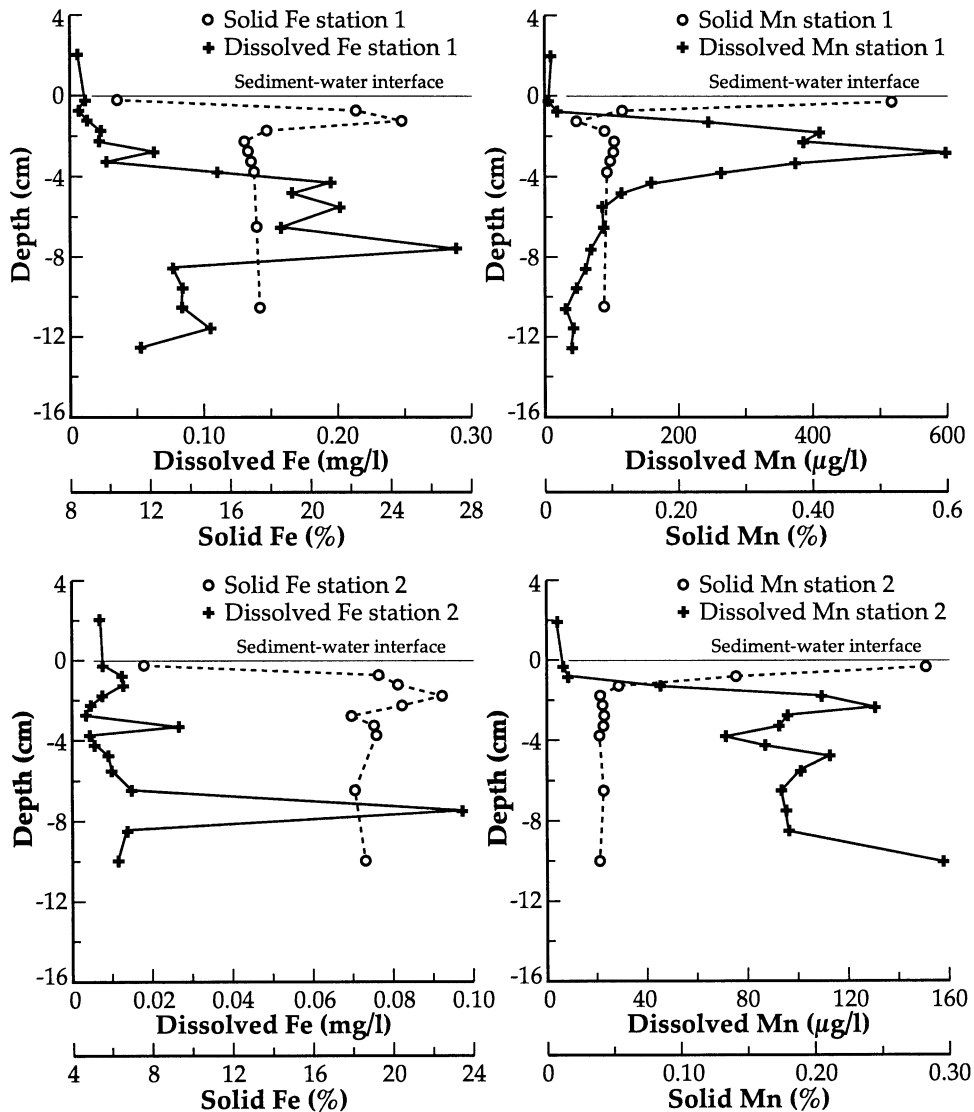 Solid Fe station 1
Dissolved Fe station 1
Sediment-water interface
4
0
-4
-8
-12
-16
Depth (cm)
0 0.10 0.20 0.30
Dissolved Fe (mg/l)
8 12 16 20 24 28
Solid Fe (%)
Solid Mn station 1
Dissolved Mn station 1
Sediment-water interface
4
0
-4
-8
-12
-16
Depth (cm)
0 200 400 600
Dissolved Mn (µg/l)
0 0.20 0.4 0.6
Solid Mn (%)
Solid Fe station 2
Dissolved Fe station 2
Sediment-water interface
4
0
-4
-8
-12
-16
Depth (cm)
0 0.02 0.04 0.06 0.08 0.10
Dissolved Fe (mg/l)
4 8 12 16 20 24
Solid Fe (%)
Solid Mn station 2
Dissolved Mn station 2
Sediment-water interface
4
0
-4
-8
-12
-16
Depth (cm)
0 40 80 120 160
Dissolved Mn (µg/l)
0 0.10 0.20 0.30
Solid Mn (%)